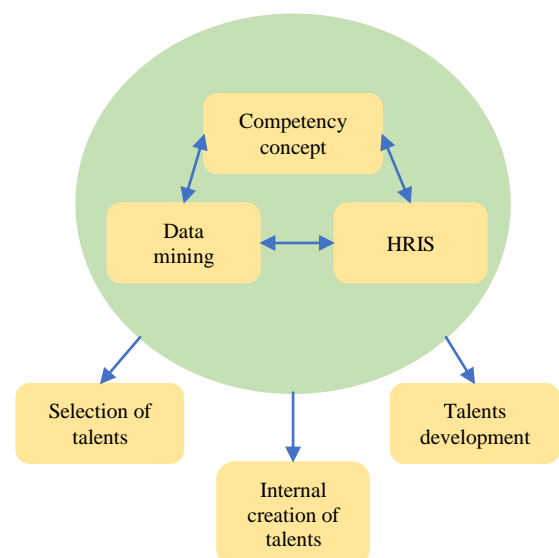 Competency
concept
Data
mining
HRIS
Selection of
talents
Talents
development
Internal
creation of
talents